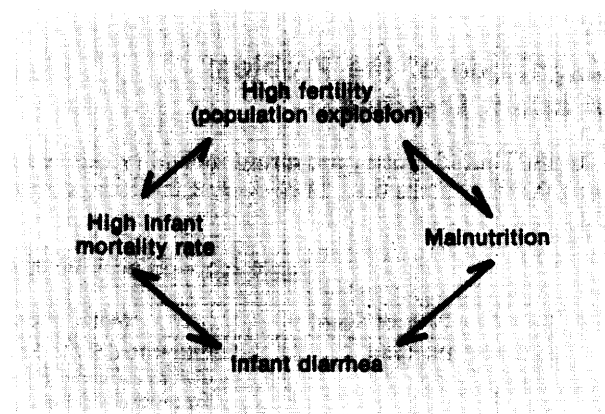 High fertility
(population explosion)
High infant
mortality rate
Malnutrition
Infant diarrhea